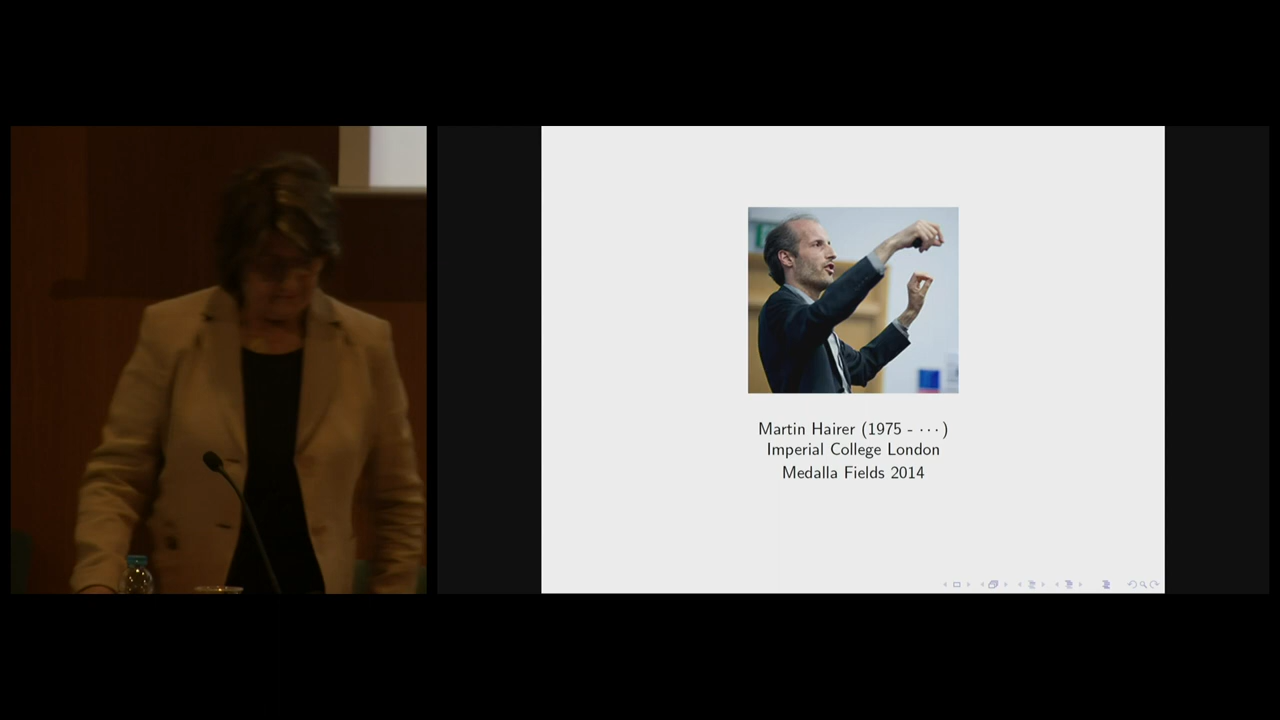 Martin Hairer (1975 - ···)
Imperial College London
Medalla Fields 2014